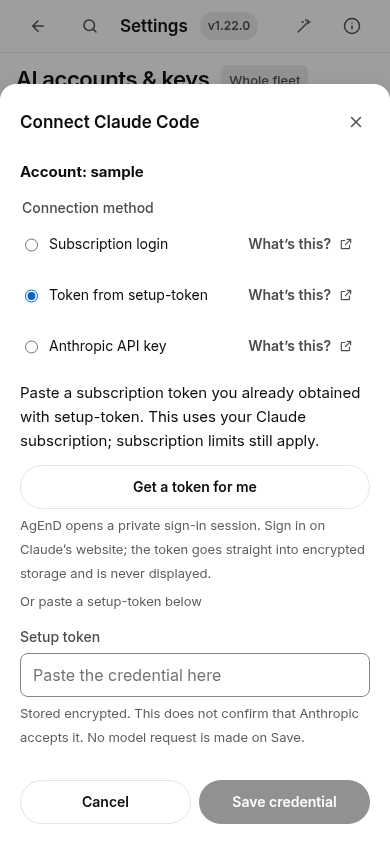 Settings v1.22.0
AI accounts & keys Whole fleet
Connect Claude Code
Account: sample
Connection method
Subscription login What's this?
Token from setup-token What's this?
Anthropic API key What's this?
Paste a subscription token you already obtained
with setup-token. This uses your Claude
subscription; subscription limits still apply.
Get a token for me
AgEnD opens a private sign-in session. Sign in on
Claude's website; the token goes straight into encrypted
storage and is never displayed.
Or paste a setup-token below
Setup token
Paste the credential here
Stored encrypted. This does not confirm that Anthropic
accepts it. No model request is made on Save.
Cancel Save credential